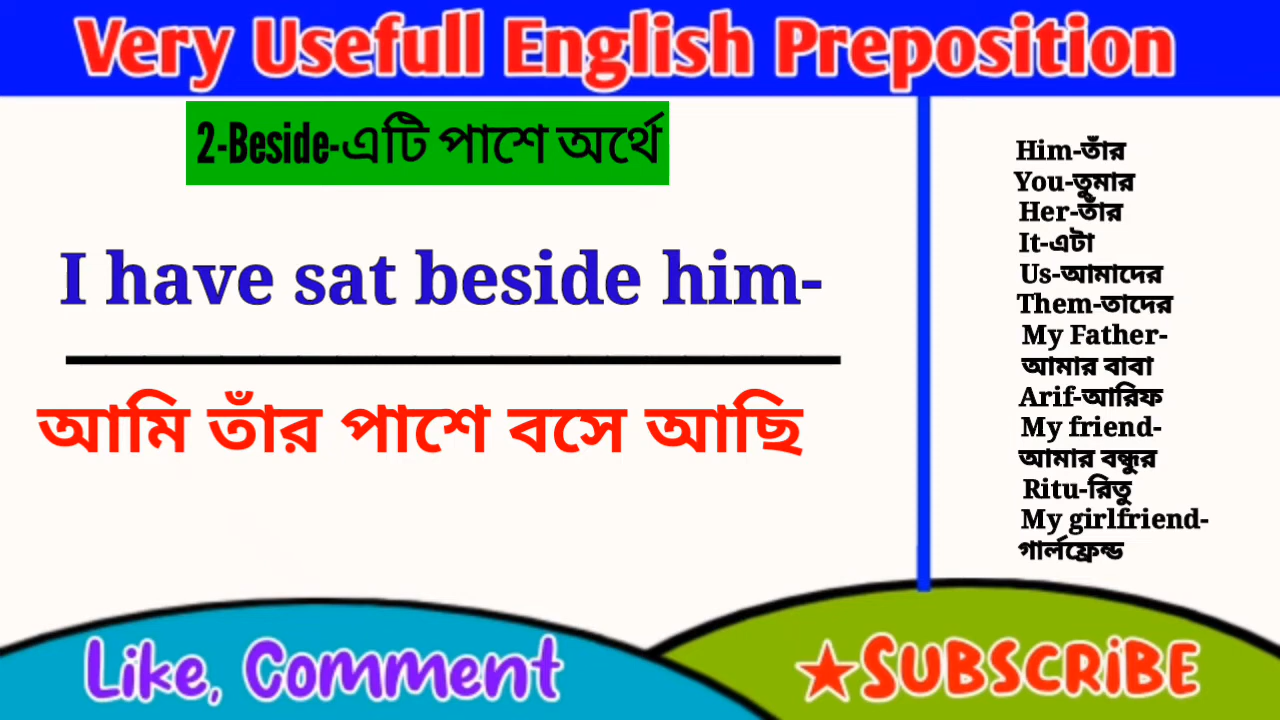 Very Usefull English Preposition
2-Beside-এটি পাশে অর্থে
I have sat beside him-
আমি তাঁর পাশে বসে আছি
Him-তাঁর
You-তুমার
Her-তাঁর
It-এটা
Us-আমাদের
Them-তাদের
My Father-
আমার বাবা
Arif-আরিফ
My friend-
আমার বন্ধুর
Ritu-রিতু
My girlfriend-
গার্লফ্রেন্ড
Like, Comment
★SUBSCRiBE